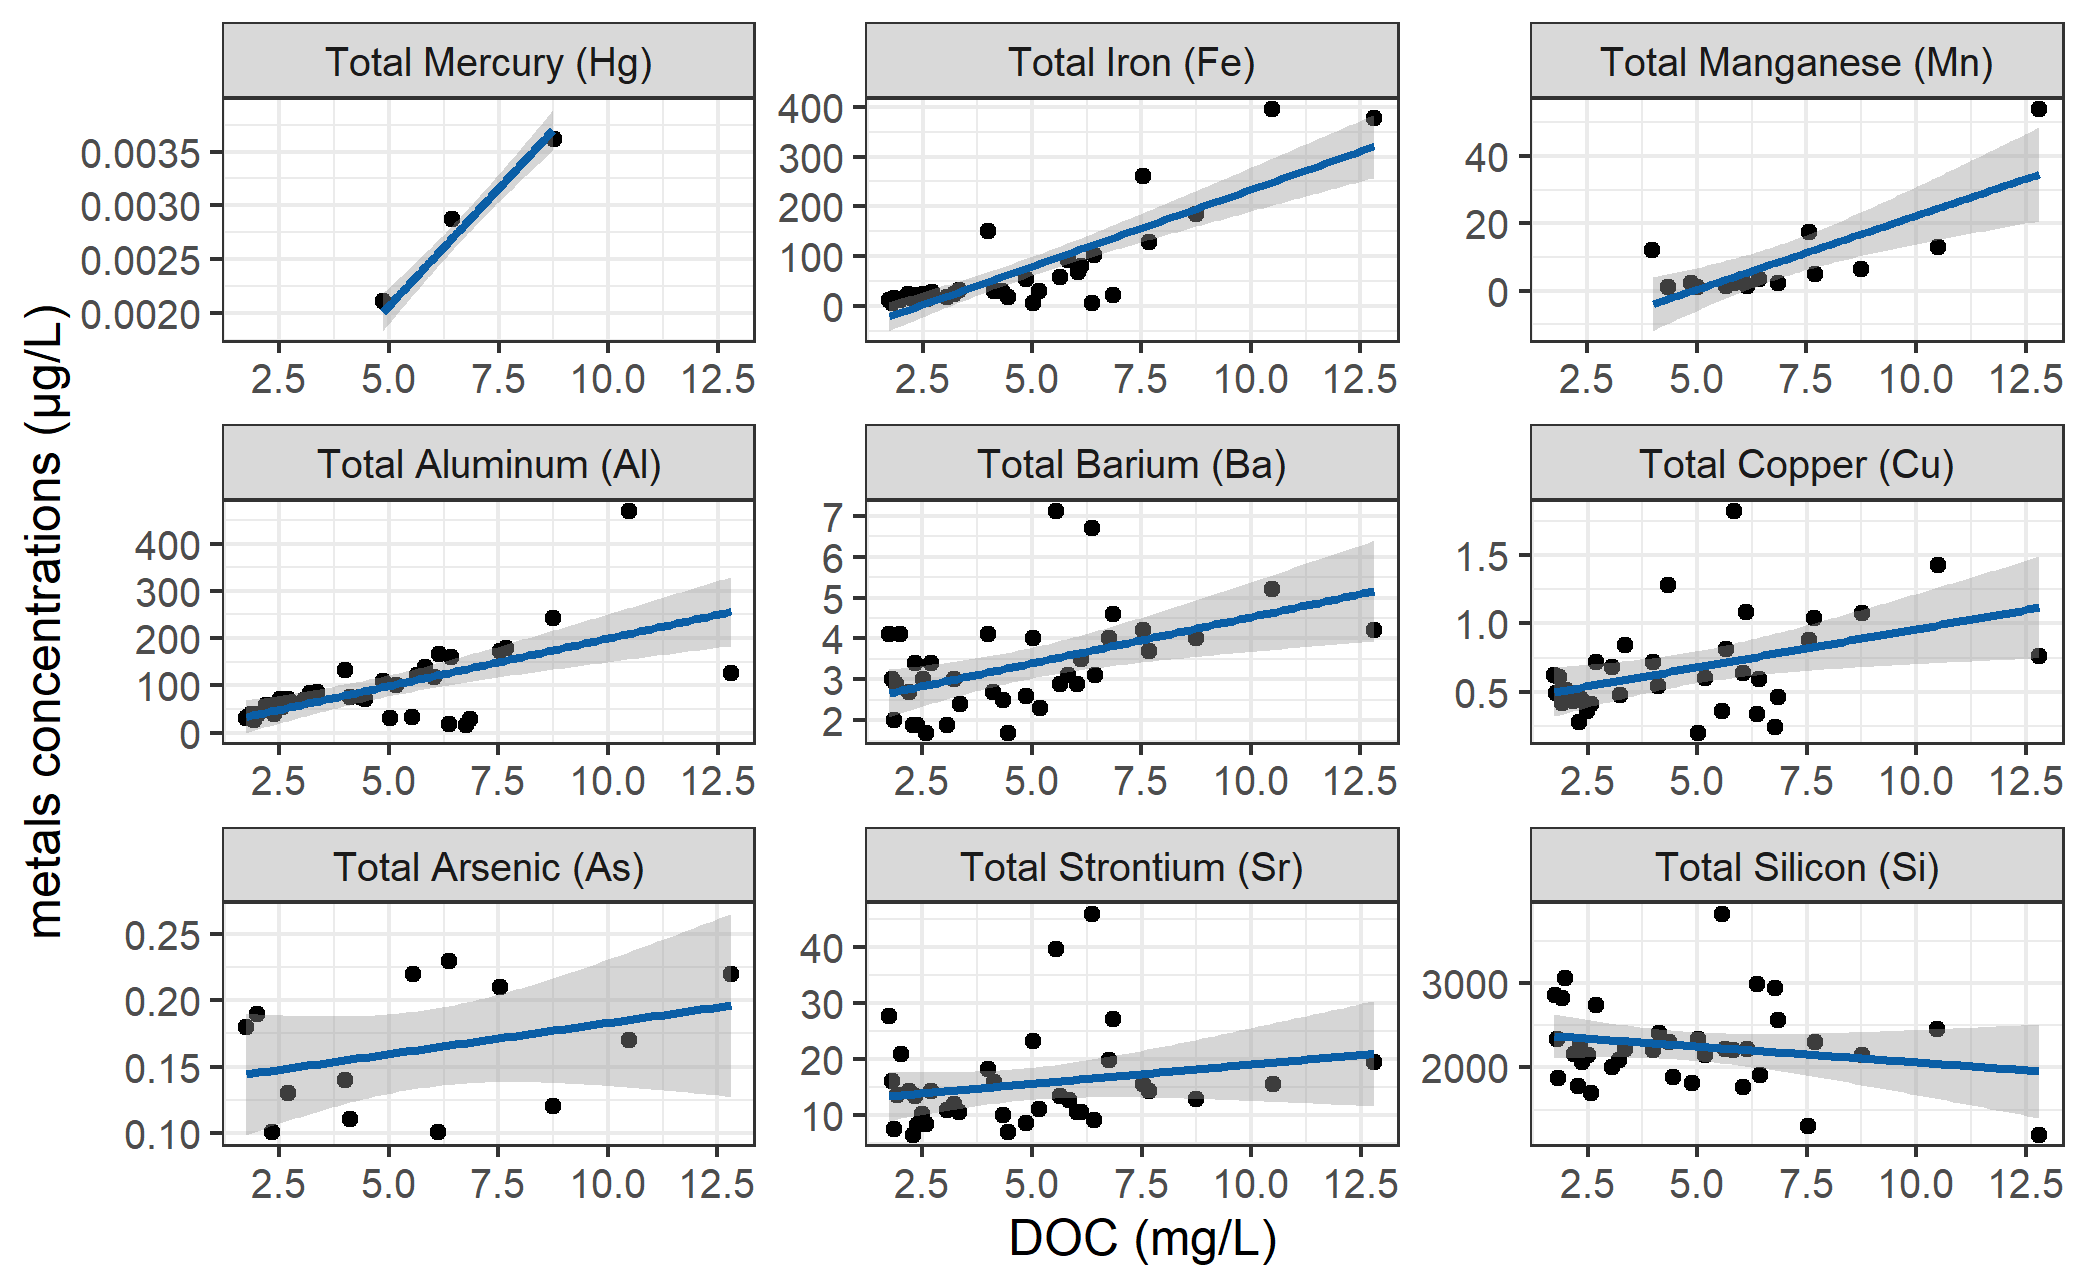 Total Mercury (Hg)
Total Iron (Fe)
Total Manganese (Mn)
0.0035
0.0030
0.0025
0.0020
400
300
200
100
0
40
20
0
2.5 5.0 7.5 10.0 12.5
2.5 5.0 7.5 10.0 12.5
2.5 5.0 7.5 10.0 12.5
metals concentrations (µg/L)
Total Aluminum (Al)
Total Barium (Ba)
Total Copper (Cu)
400
300
200
100
0
7
6
5
4
3
2
1.5
1.0
0.5
2.5 5.0 7.5 10.0 12.5
2.5 5.0 7.5 10.0 12.5
2.5 5.0 7.5 10.0 12.5
Total Arsenic (As)
Total Strontium (Sr)
Total Silicon (Si)
0.25
0.20
0.15
0.10
40
30
20
10
3000
2000
2.5 5.0 7.5 10.0 12.5
2.5 5.0 7.5 10.0 12.5
2.5 5.0 7.5 10.0 12.5
DOC (mg/L)